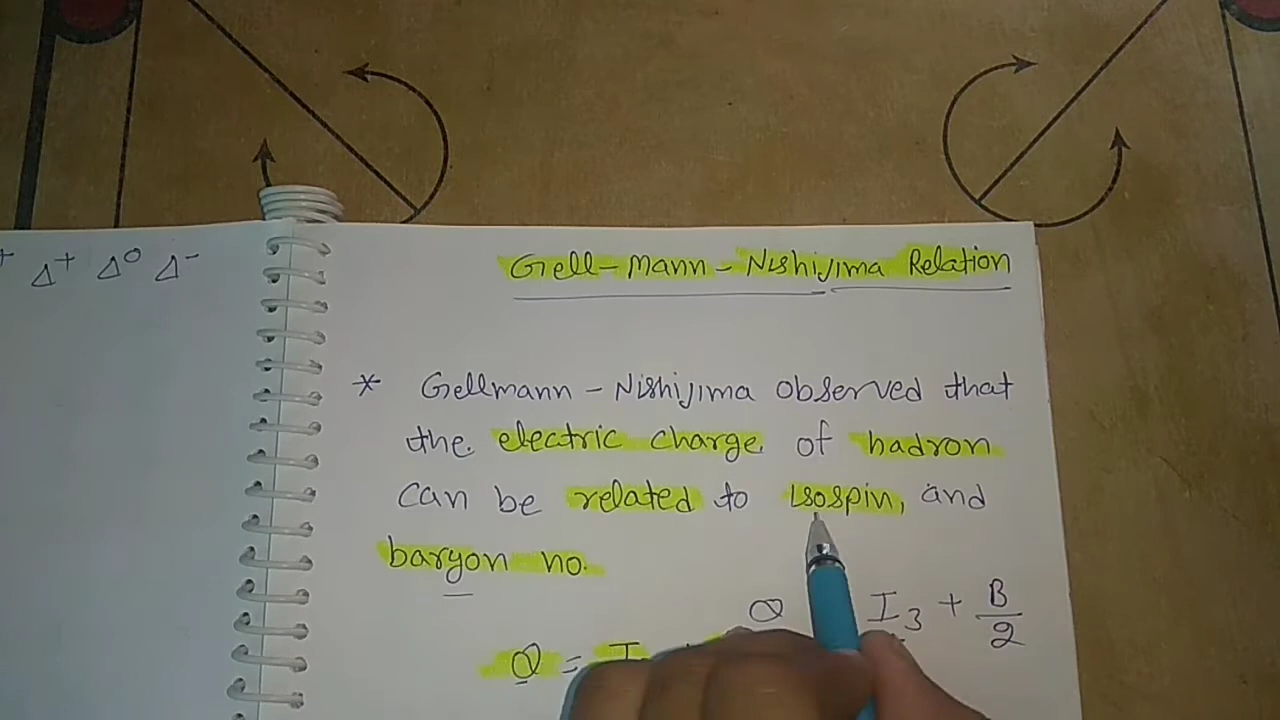 Δ⁺ Δ⁰ Δ⁻
Gell-Mann-Nishijima Relation
* Gellmann-Nishijima observed that
the electric charge of hadron
can be related to Isospin, and
baryon no.
Q I₃ + B/2
Q = I